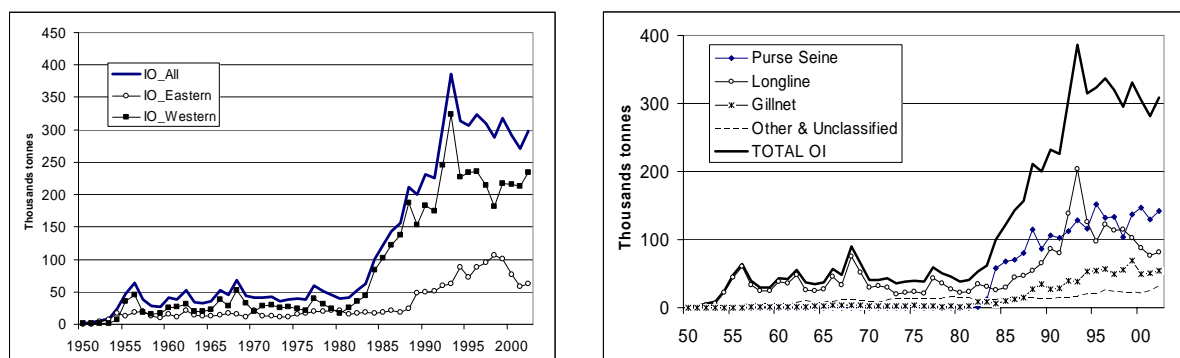 450
400
350
300
250
200
150
100
50
0
Thousands tonnes
IO_All
IO_Eastern
IO_Western
1950 1955 1960 1965 1970 1975 1980 1985 1990 1995 2000
400
300
200
100
0
Thousands tonnes
Purse Seine
Longline
Gillnet
Other & Unclassified
TOTAL OI
50 55 60 65 70 75 80 85 90 95 00